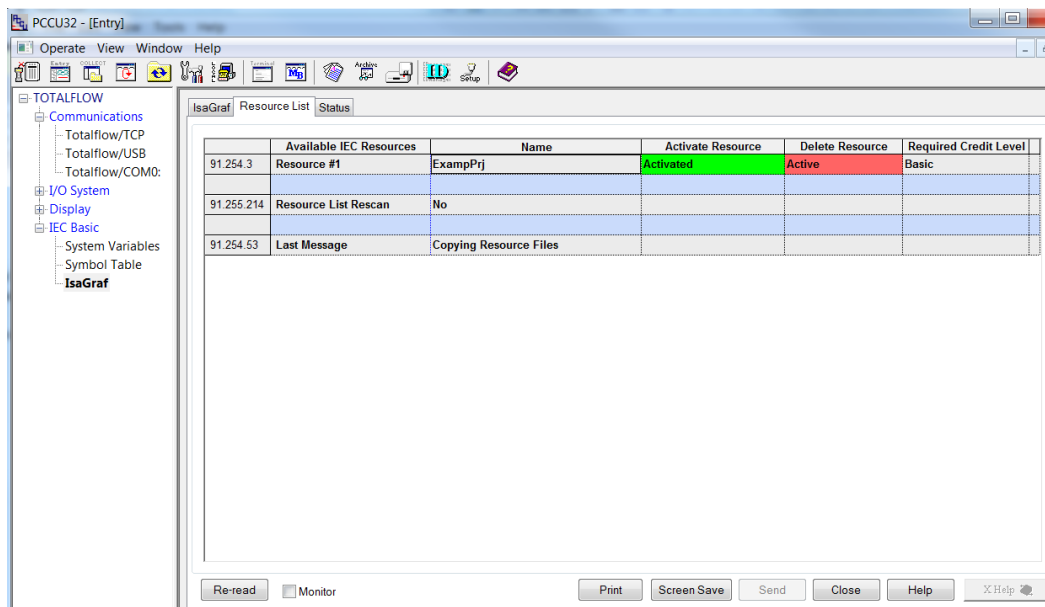 PCCU32 - [Entry]
Operate View Window Help
Entry COLLECT Terminal MB Archive Setup
TOTALFLOW
Communications
Totalflow/TCP
Totalflow/USB
Totalflow/COM0:
I/O System
Display
IEC Basic
System Variables
Symbol Table
IsaGraf
IsaGraf Resource List Status
Available IEC Resources Name Activate Resource Delete Resource Required Credit Level
91.254.3 Resource #1 ExampPrj Activated Active Basic
91.255.214 Resource List Rescan No
91.254.53 Last Message Copying Resource Files
Re-read Monitor Print Screen Save Send Close Help X Help